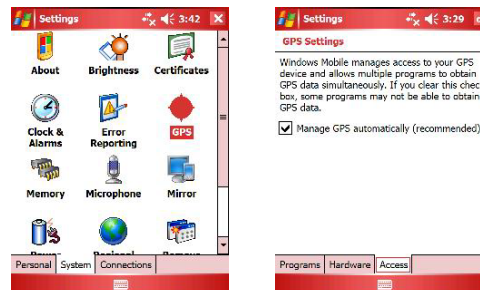 Settings 3:42
About Brightness Certificates
Clock & Error GPS
Alarms Reporting
Memory Microphone Mirror
Power Regional Remove
Personal System Connections
Settings 3:29
GPS Settings
Windows Mobile manages access to your GPS
device and allows multiple programs to obtain
GPS data simultaneously. If you clear this chec
box, some programs may not be able to obtain
GPS data.
Manage GPS automatically (recommended)
Programs Hardware Access